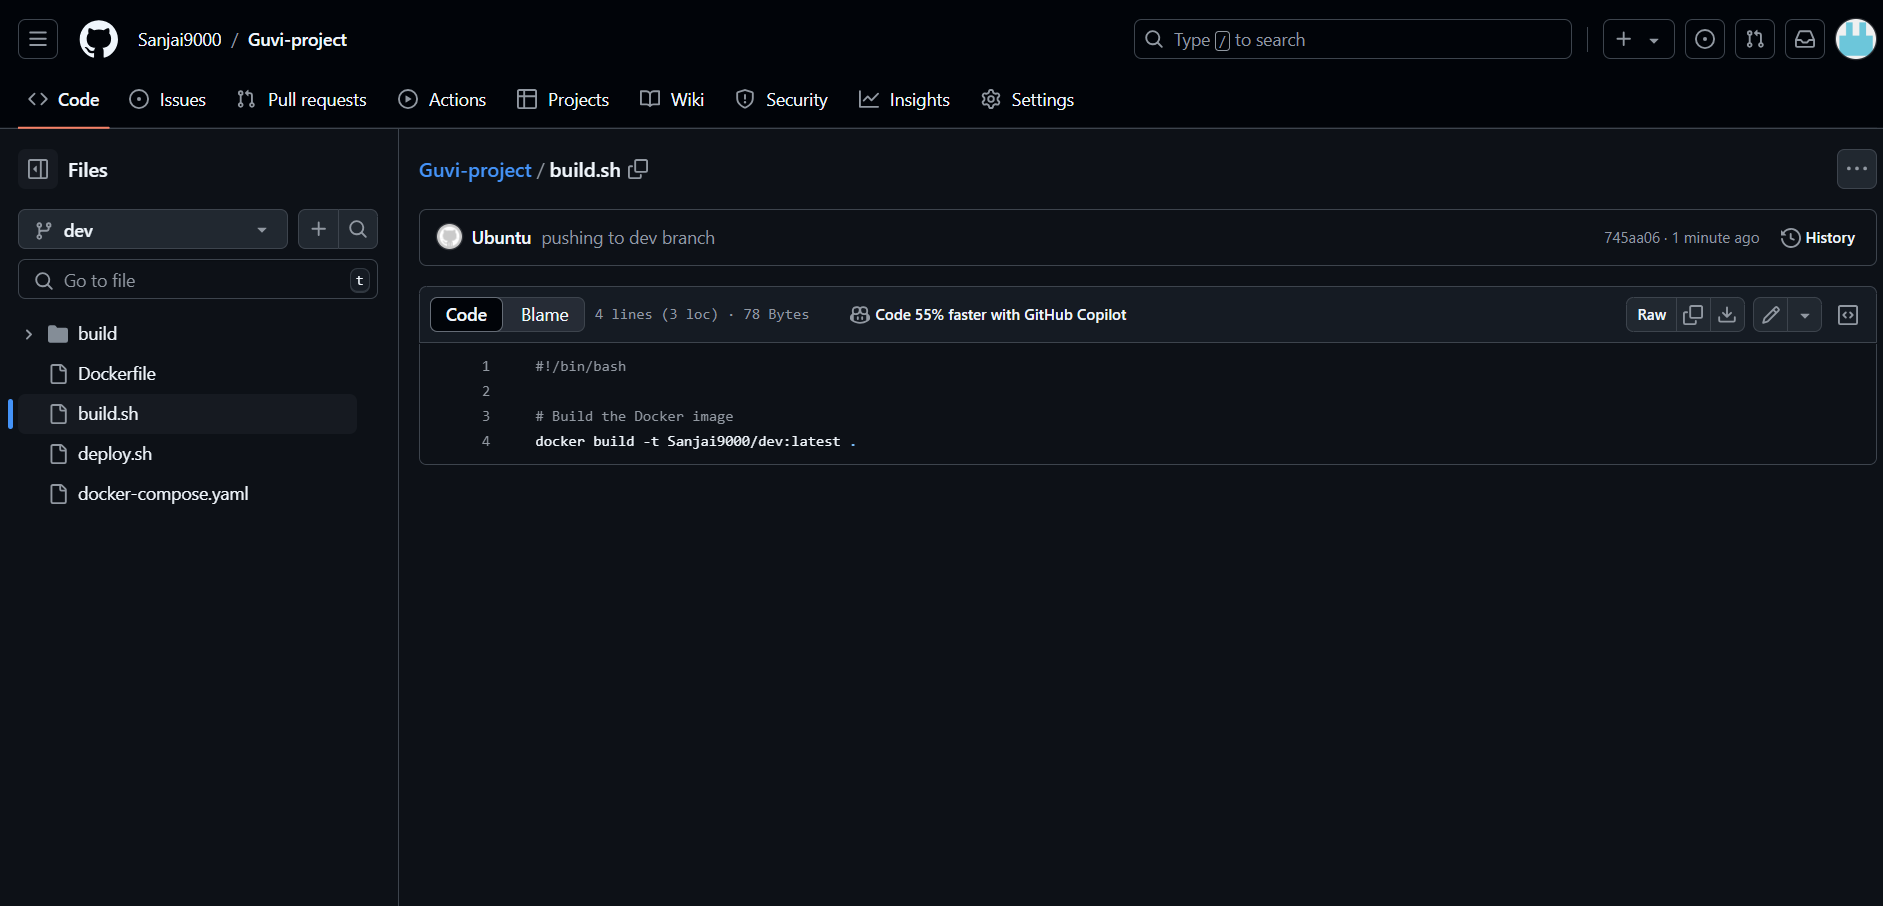 Sanjai9000 / Guvi-project
Type / to search
Code Issues Pull requests Actions Projects Wiki Security Insights Settings
Files
dev
Go to file t
build
Dockerfile
build.sh
deploy.sh
docker-compose.yaml
Guvi-project / build.sh
Ubuntu pushing to dev branch 745aa06 · 1 minute ago History
Code Blame 4 lines (3 loc) · 78 Bytes Code 55% faster with GitHub Copilot Raw
1 #!/bin/bash
2
3 # Build the Docker image
4 docker build -t Sanjai9000/dev:latest .